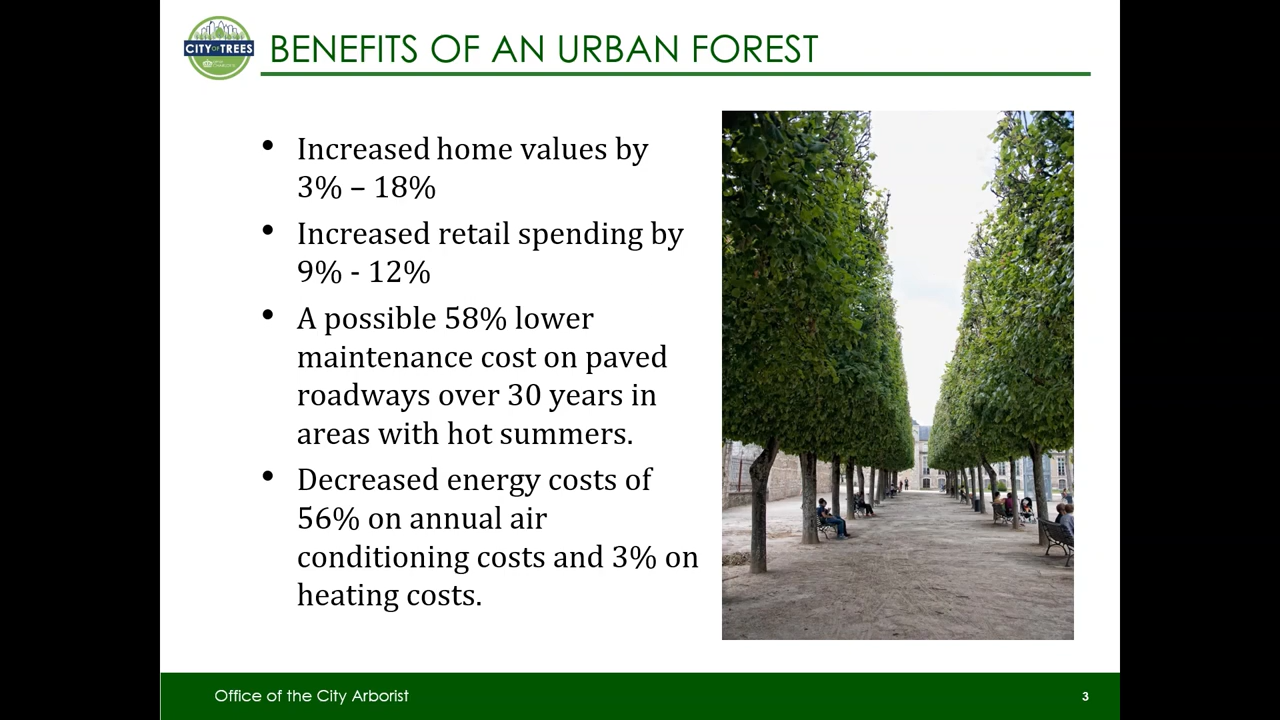 CITY OF TREES
BENEFITS OF AN URBAN FOREST
• Increased home values by
3% – 18%
• Increased retail spending by
9% - 12%
• A possible 58% lower
maintenance cost on paved
roadways over 30 years in
areas with hot summers.
• Decreased energy costs of
56% on annual air
conditioning costs and 3% on
heating costs.
Office of the City Arborist
3